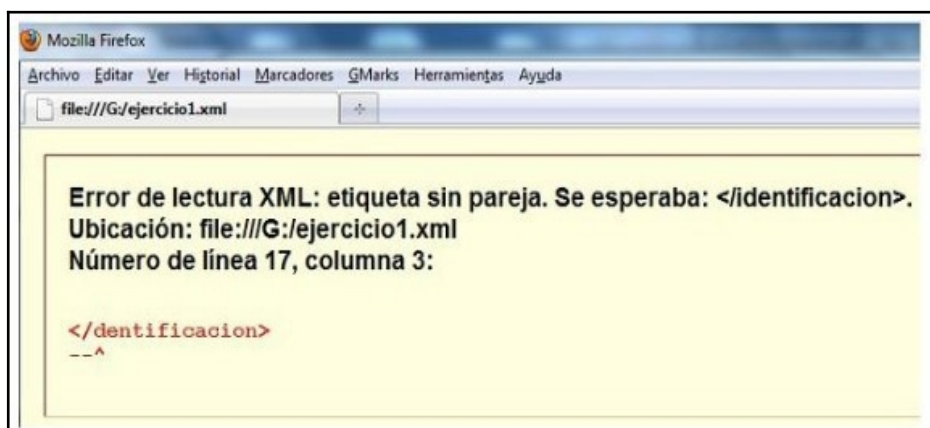 Mozilla Firefox
Archivo Editar Ver Historial Marcadores GMarks Herramientas Ayuda
file:///G:/ejercicio1.xml
Error de lectura XML: etiqueta sin pareja. Se esperaba: </identificacion>.
Ubicación: file:///G:/ejercicio1.xml
Número de línea 17, columna 3:
</dentificacion>
--^